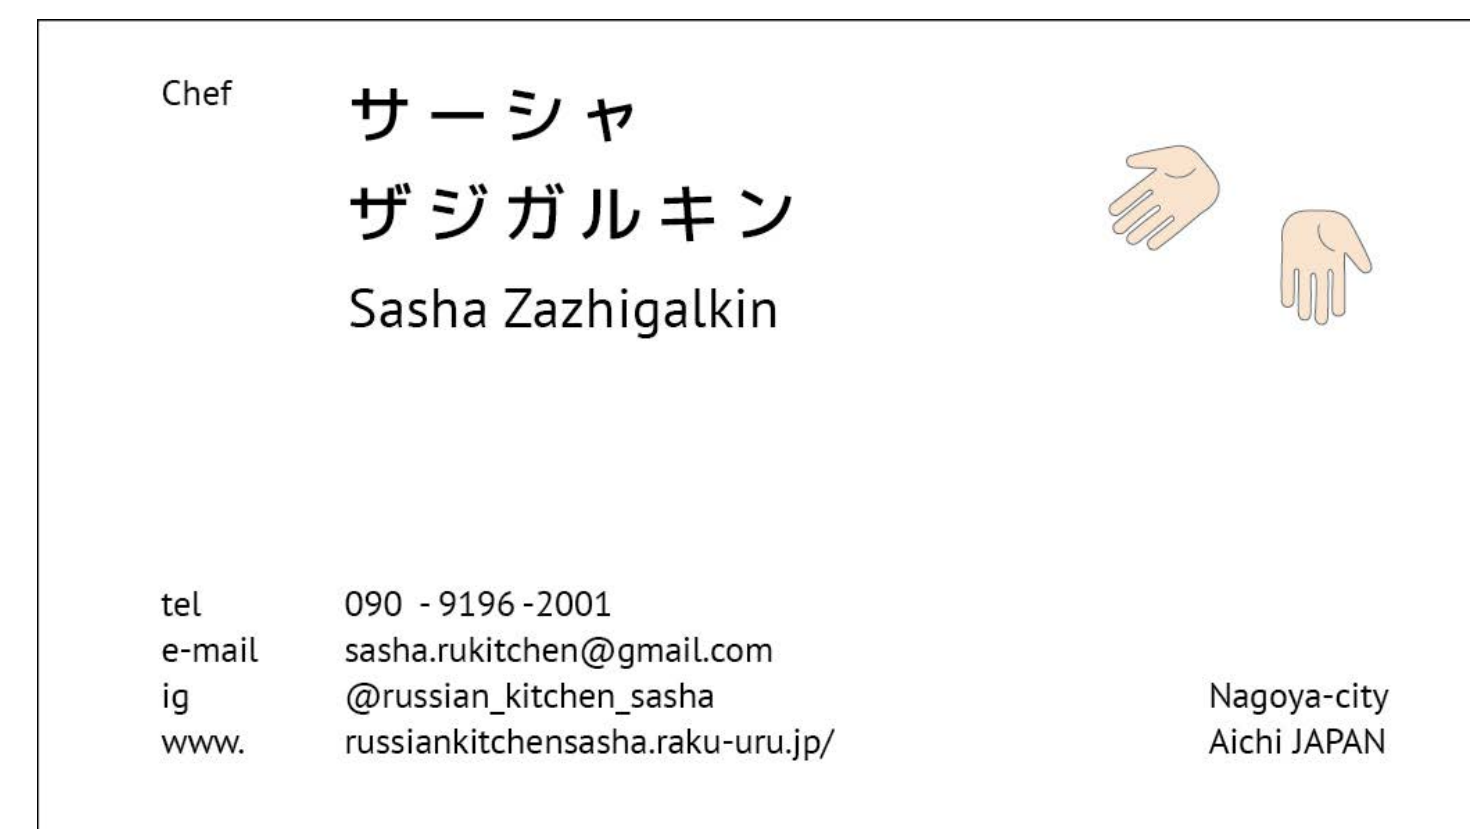 Chef
サーシャ
ザジガルキン
Sasha Zazhigalkin
tel 090 - 9196 -2001
e-mail sasha.rukitchen@gmail.com
ig @russian_kitchen_sasha
www. russiankitchensasha.raku-uru.jp/
Nagoya-city
Aichi JAPAN